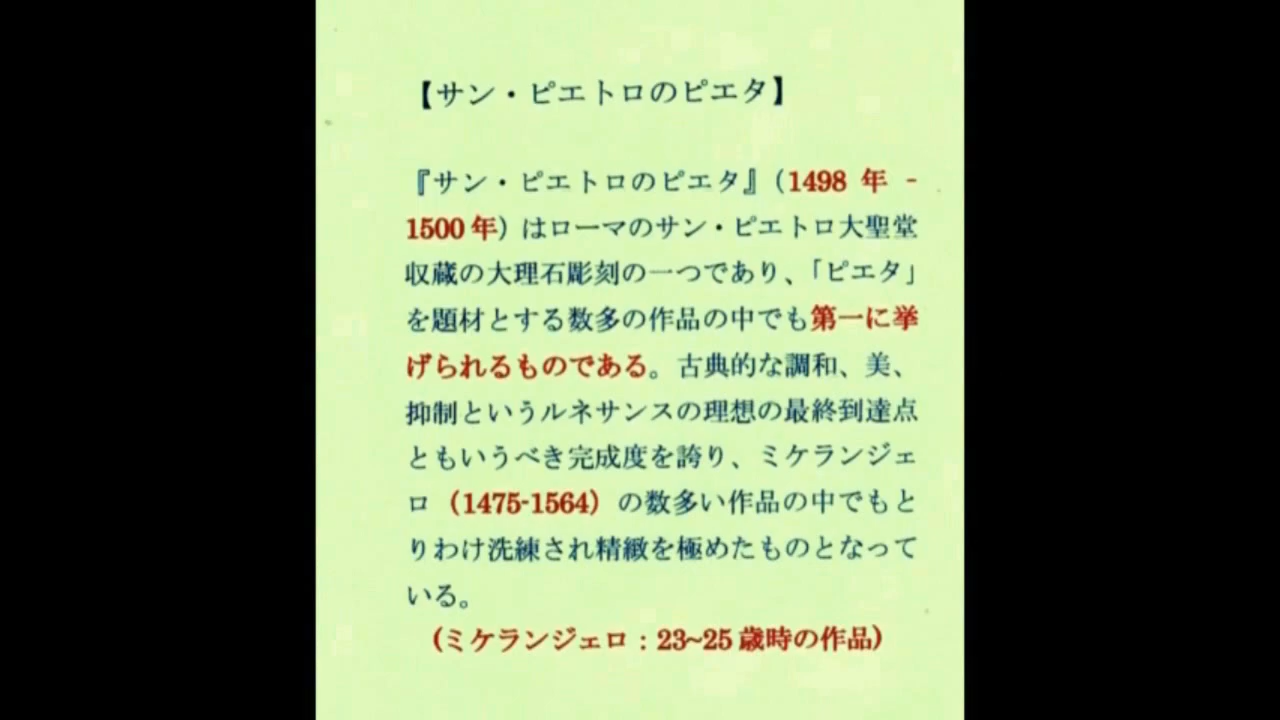 【サン・ピエトロのピエタ】
『サン・ピエトロのピエタ』（1498 年 -
1500 年）はローマのサン・ピエトロ大聖堂
収蔵の大理石彫刻の一つであり、「ピエタ」
を題材とする数多の作品の中でも第一に挙
げられるものである。古典的な調和、美、
抑制というルネサンスの理想の最終到達点
ともいうべき完成度を誇り、ミケランジェ
ロ（1475-1564）の数多い作品の中でもと
りわけ洗練され精緻を極めたものとなって
いる。
(ミケランジェロ：23~25 歳時の作品)